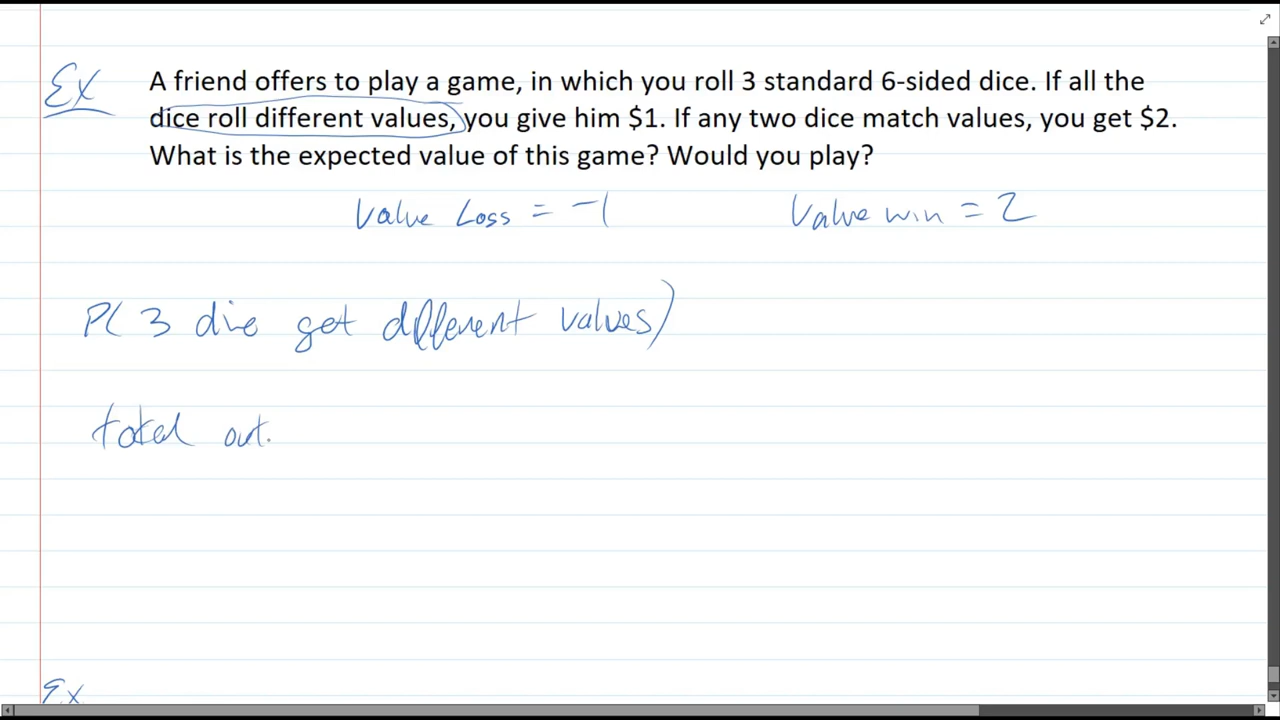 Ex A friend offers to play a game, in which you roll 3 standard 6-sided dice. If all the
dice roll different values, you give him $1. If any two dice match values, you get $2.
What is the expected value of this game? Would you play?
Value Loss = -1 Value win = 2
P( 3 die get different values)
total out.
Ex